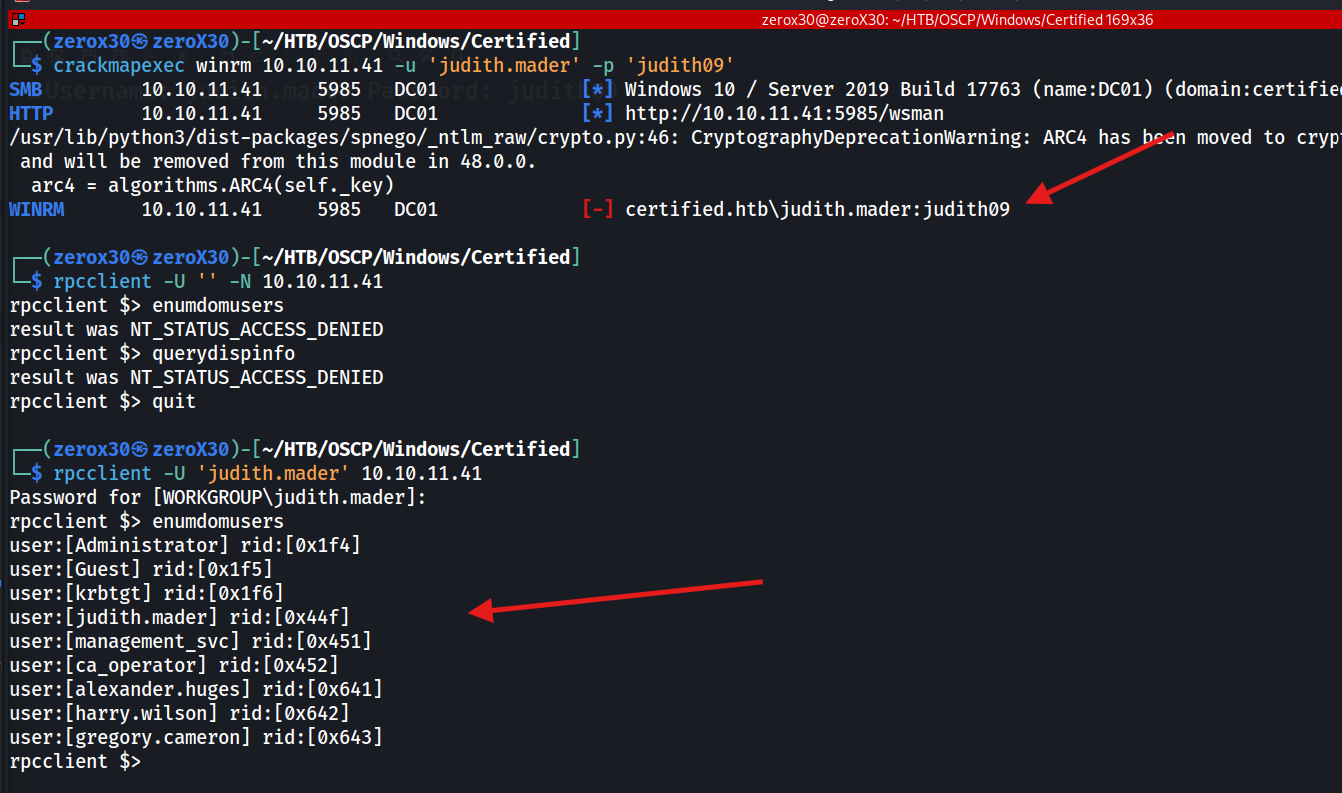 zerox30@zeroX30: ~/HTB/OSCP/Windows/Certified 169x36
┌──(zerox30㉿zeroX30)-[~/HTB/OSCP/Windows/Certified]
└─$ crackmapexec winrm 10.10.11.41 -u 'judith.mader' -p 'judith09'
SMB 10.10.11.41 5985 DC01 [*] Windows 10 / Server 2019 Build 17763 (name:DC01) (domain:certifie
HTTP 10.10.11.41 5985 DC01 [*] http://10.10.11.41:5985/wsman
/usr/lib/python3/dist-packages/spnego/_ntlm_raw/crypto.py:46: CryptographyDeprecationWarning: ARC4 has been moved to cryp
and will be removed from this module in 48.0.0.
arc4 = algorithms.ARC4(self._key)
WINRM 10.10.11.41 5985 DC01 [-] certified.htb\judith.mader:judith09
┌──(zerox30㉿zeroX30)-[~/HTB/OSCP/Windows/Certified]
└─$ rpcclient -U '' -N 10.10.11.41
rpcclient $> enumdomusers
result was NT_STATUS_ACCESS_DENIED
rpcclient $> querydispinfo
result was NT_STATUS_ACCESS_DENIED
rpcclient $> quit
┌──(zerox30㉿zeroX30)-[~/HTB/OSCP/Windows/Certified]
└─$ rpcclient -U 'judith.mader' 10.10.11.41
Password for [WORKGROUP\judith.mader]:
rpcclient $> enumdomusers
user:[Administrator] rid:[0x1f4]
user:[Guest] rid:[0x1f5]
user:[krbtgt] rid:[0x1f6]
user:[judith.mader] rid:[0x44f]
user:[management_svc] rid:[0x451]
user:[ca_operator] rid:[0x452]
user:[alexander.huges] rid:[0x641]
user:[harry.wilson] rid:[0x642]
user:[gregory.cameron] rid:[0x643]
rpcclient $>